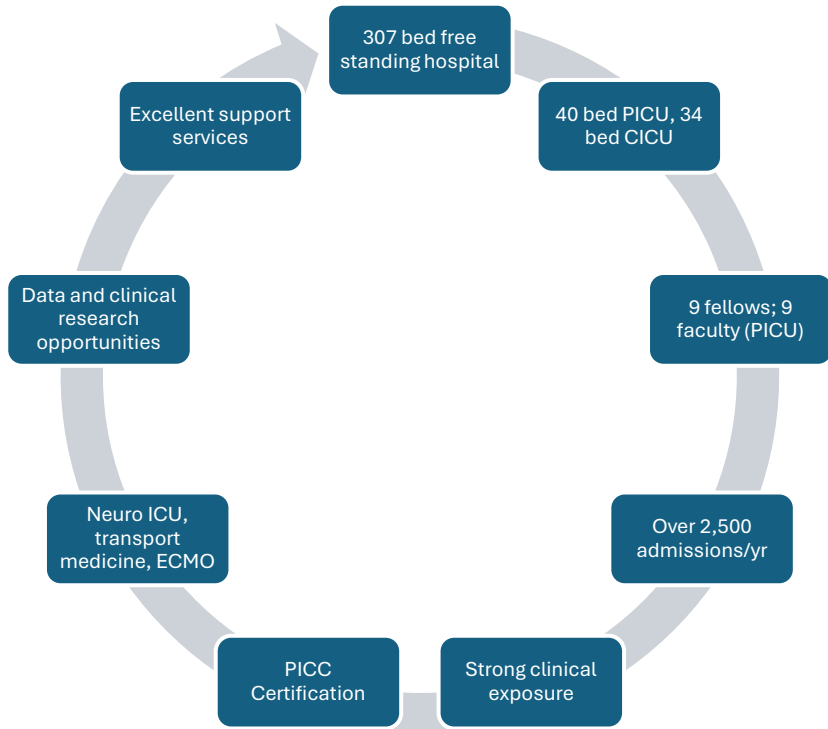 307 bed free
standing hospital
40 bed PICU, 34
bed CICU
9 fellows; 9
faculty (PICU)
Over 2,500
admissions/yr
Strong clinical
exposure
PICC
Certification
Neuro ICU,
transport
medicine, ECMO
Data and clinical
research
opportunities
Excellent support
services